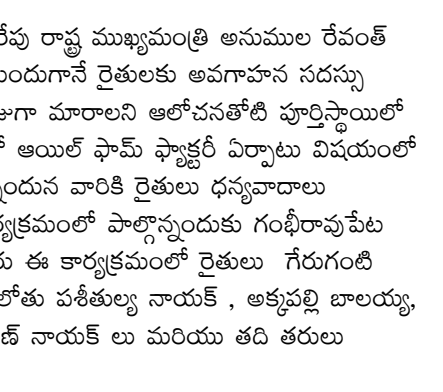 రేపు రాష్ట్ర ముఖ్యమంత్రి అనుముల రేవంత్
ముందుగానే రైతులకు అవగాహన సదస్సు
జుగా మారాలని ఆలోచనతోటి పూర్తిస్థాయిలో
ఆయిల్ ఫామ్ ఫ్యాక్టరీ ఏర్పాటు విషయంలో
న్నందున వారికి రైతులు ధన్యవాదాలు
ర్యక్రమంలో పాల్గొన్నందుకు గంభీరావుపేట
రు ఈ కార్యక్రమంలో రైతులు గేరుగంటి
లోతు పశీతుల్య నాయక్ , అక్కపల్లి బాలయ్య,
ణ్ నాయక్ లు మరియు తది తరులు